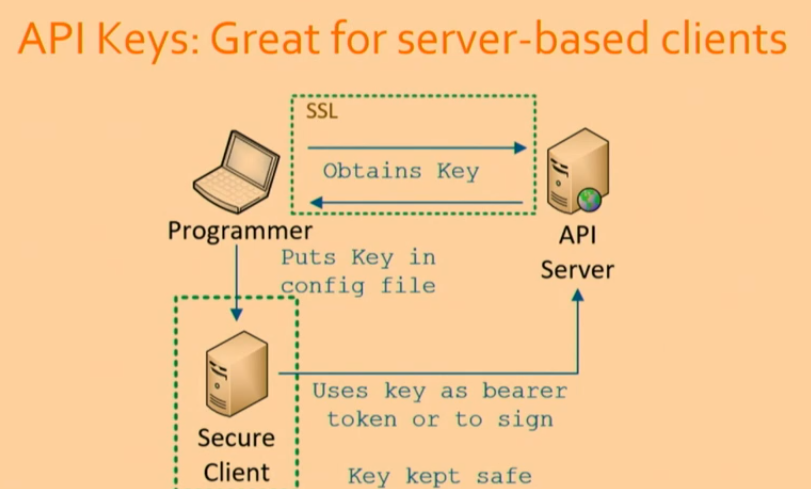 API Keys: Great for server-based clients
SSL
Obtains Key
Programmer
API
Server
Puts Key in
config file
Uses key as bearer
token or to sign
Secure
Client
Key kept safe